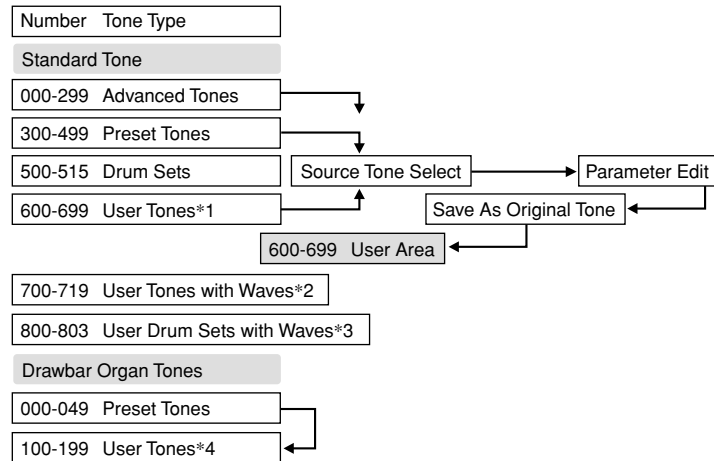 Number Tone Type
Standard Tone
000-299 Advanced Tones
300-499 Preset Tones
500-515 Drum Sets
Source Tone Select
Parameter Edit
600-699 User Tones*1
Save As Original Tone
600-699 User Area
700-719 User Tones with Waves*2
800-803 User Drum Sets with Waves*3
Drawbar Organ Tones
000-049 Preset Tones
100-199 User Tones*4